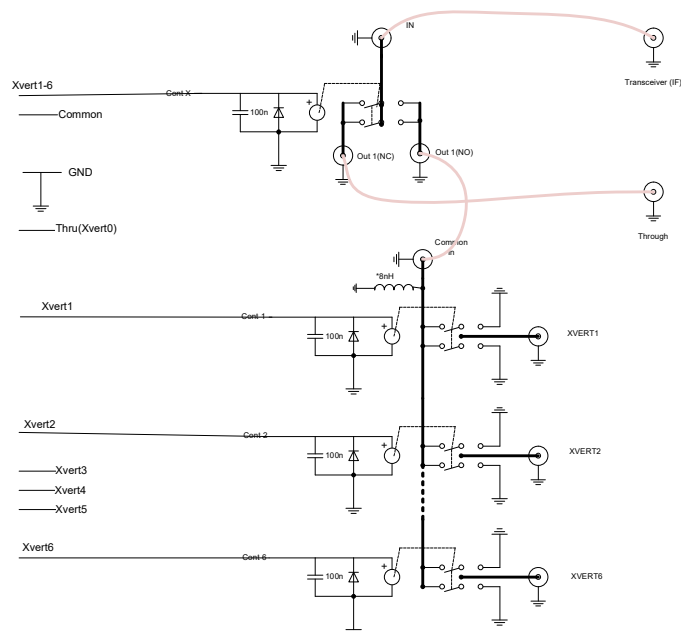 IN
Transceiver (IF)
Xvert1-6
Cont X
+
100n
Common
Out 1(NC)
Out 1(NO)
GND
Thru(Xvert0)
Through
Common
in
*8nH
Xvert1
Cont 1 -
+
100n
XVERT1
Xvert2
Cont 2
+
100n
XVERT2
Xvert3
Xvert4
Xvert5
Xvert6
Cont 6
+
100n
XVERT6